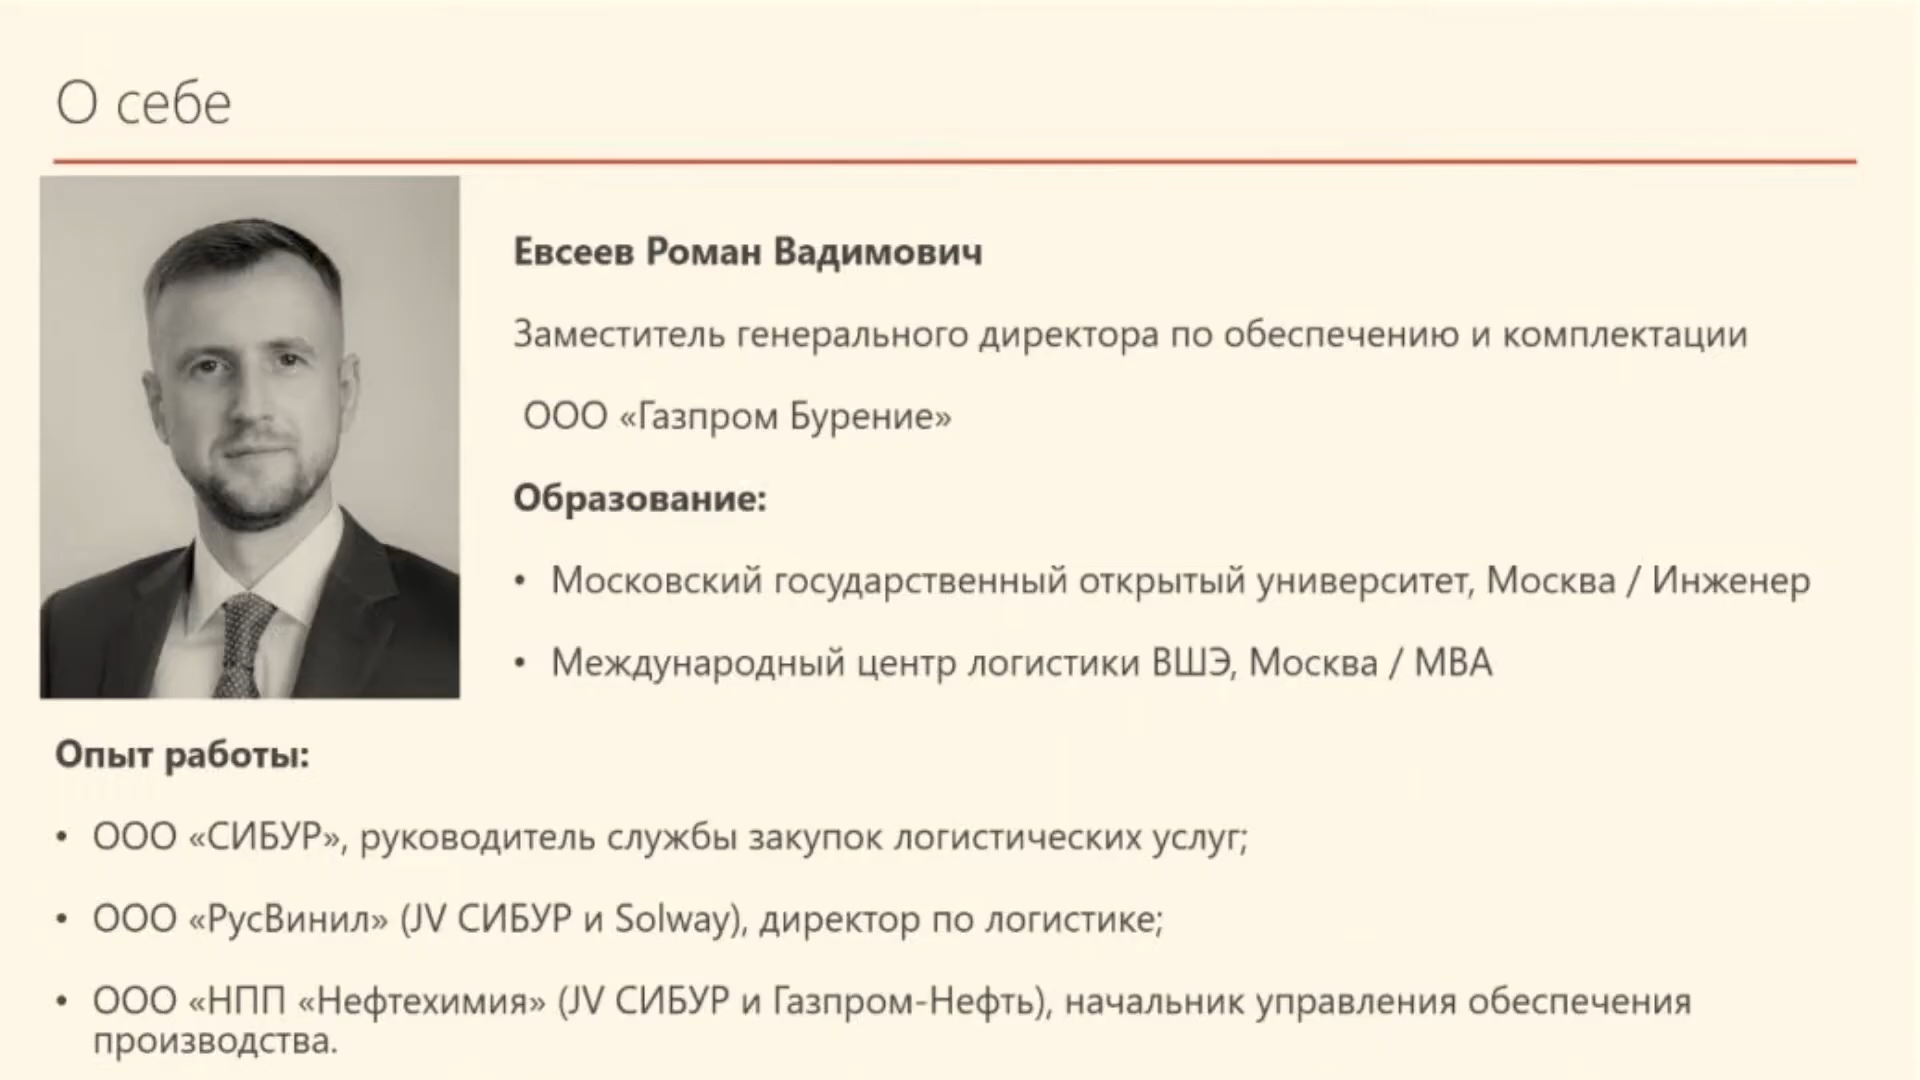 О себе
Евсеев Роман Вадимович
Заместитель генерального директора по обеспечению и комплектации
ООО «Газпром Бурение»
Образование:
• Московский государственный открытый университет, Москва / Инженер
• Международный центр логистики ВШЭ, Москва / МВА
Опыт работы:
• ООО «СИБУР», руководитель службы закупок логистических услуг;
• ООО «РусВинил» (JV СИБУР и Solway), директор по логистике;
• ООО «НПП «Нефтехимия» (JV СИБУР и Газпром-Нефть), начальник управления обеспечения
производства.